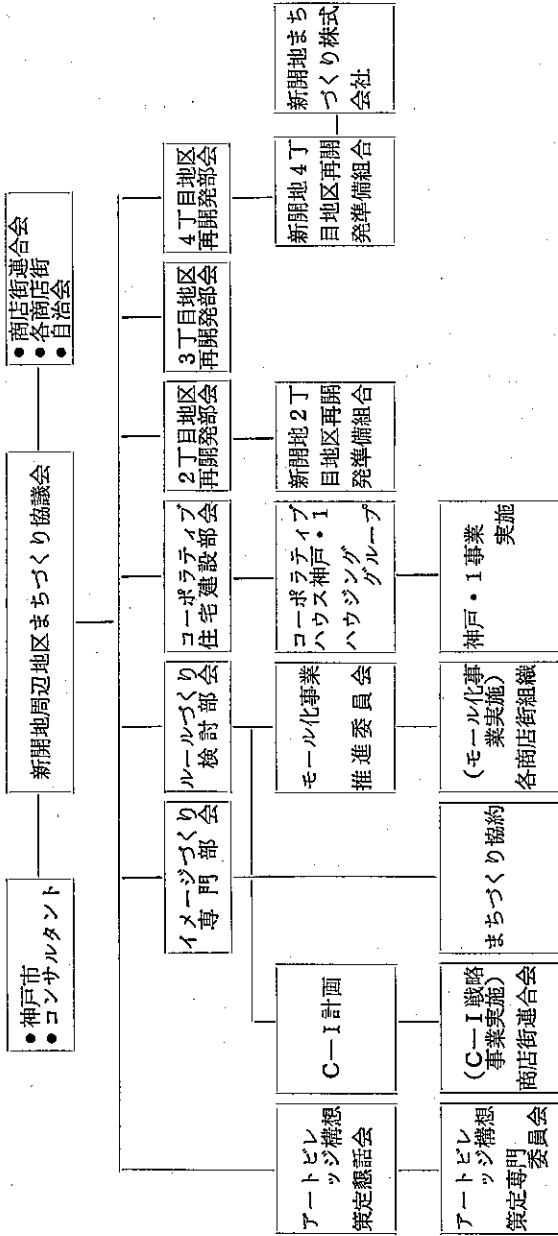 ● 神戸市
● コンサルタント
新開地周辺地区まちづくり協議会
● 商店街連合会
● 各商店街
● 自治会
イメージづくり
専門部会
ルールづくり
検討部会
コーポラティブ
住宅建設部会
2丁目地区
再開発部会
3丁目地区
再開発部会
4丁目地区
再開発部会
アートビレ
ッジ構想
策定懇話会
C―I計画
モール化事業
推進委員会
コーポラティブ
ハウス神戸・1
ハウジング
グループ
新開地2丁
目地区再開
発準備組合
新開地4丁
目地区再開
発準備組合
新開地まち
づくり株式
会社
アートビレ
ッジ構想
策定専門
委員会
(C―I戦略
事業実施)
商店街連合会
まちづくり協約
(モール化事
業実施)
各商店街組織
神戸・1事業
実施